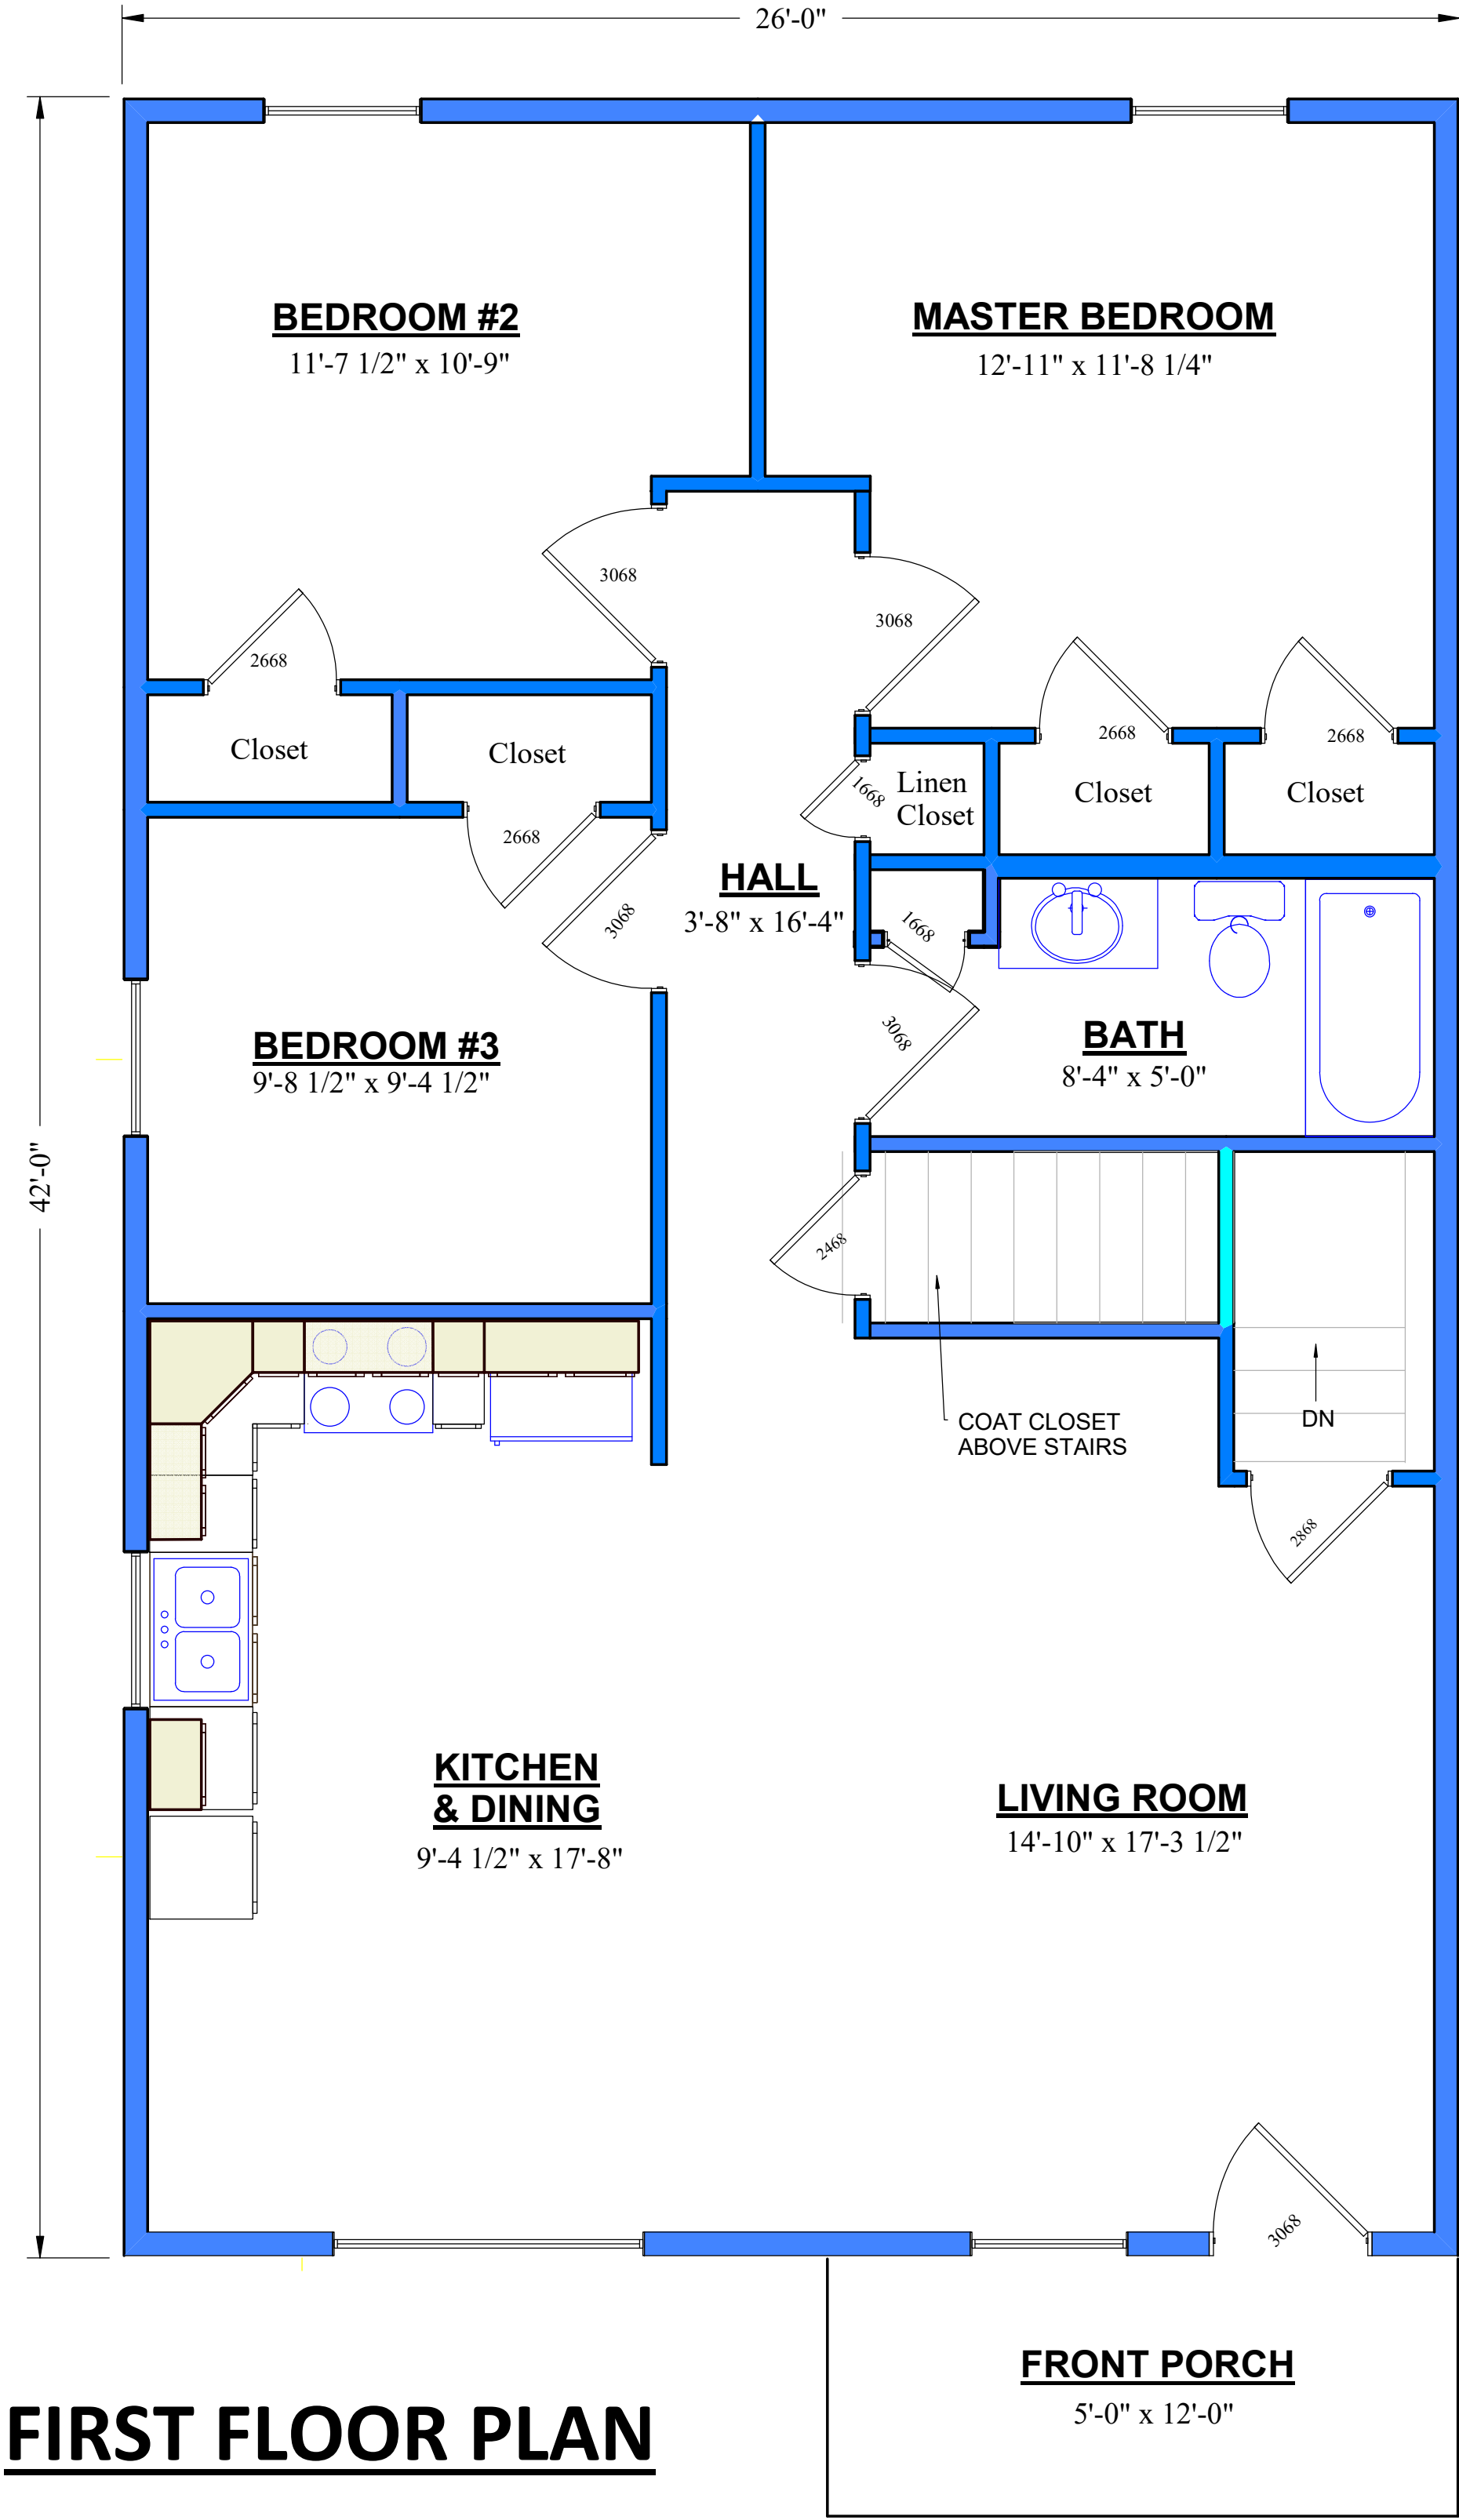 26'-0"
BEDROOM #2
11'-7 1/2" x 10'-9"
MASTER BEDROOM
12'-11" x 11'-8 1/4"
3068
3068
2668
2668
2668
Closet
Closet
Linen
Closet
Closet
Closet
1668
2668
HALL
3'-8" x 16'-4"
3068
1668
3068
BEDROOM #3
9'-8 1/2" x 9'-4 1/2"
BATH
8'-4" x 5'-0"
42'-0"
2468
COAT CLOSET
ABOVE STAIRS
DN
2868
KITCHEN
& DINING
9'-4 1/2" x 17'-8"
LIVING ROOM
14'-10" x 17'-3 1/2"
3068
FRONT PORCH
5'-0" x 12'-0"
FIRST FLOOR PLAN